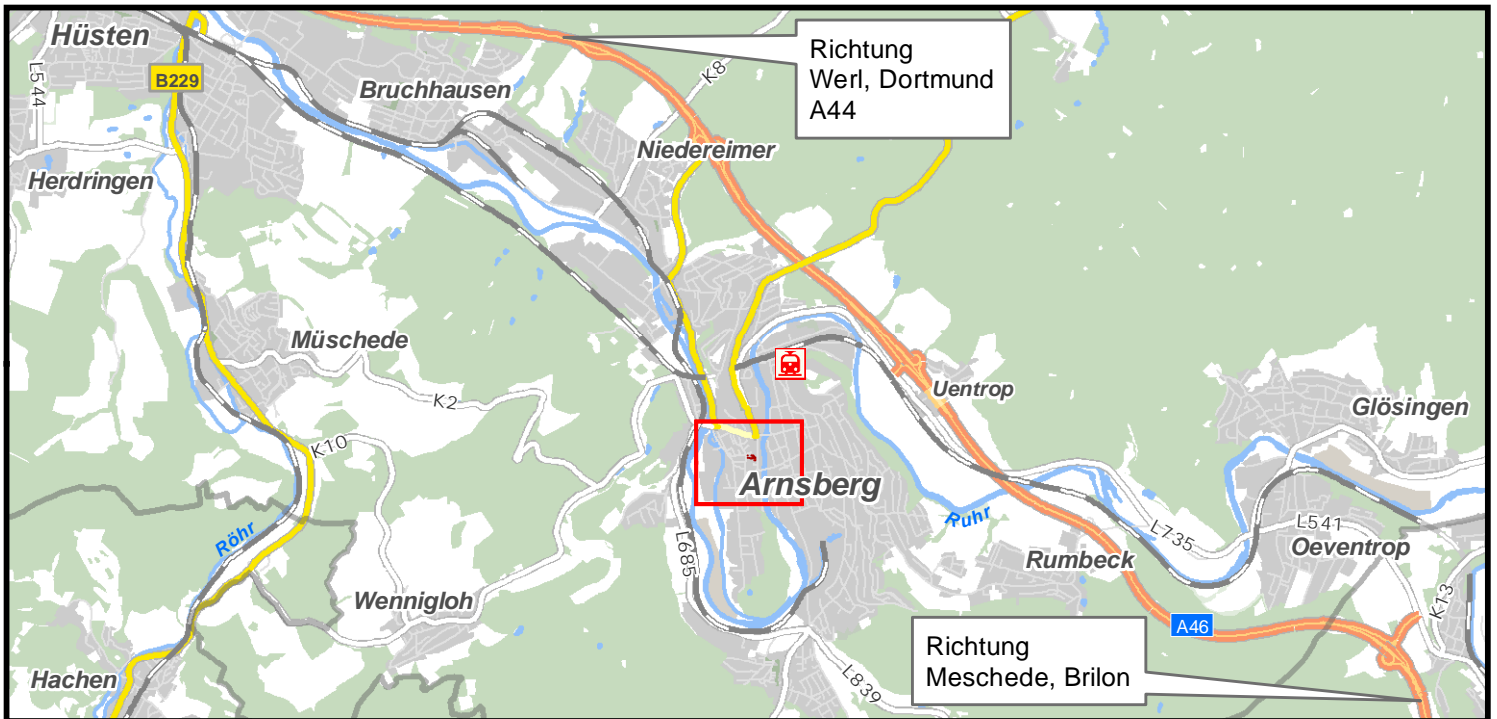 Hüsten
Richtung
Werl, Dortmund
A44
L544
B229
K8
Bruchhausen
Niedereimer
Herdringen
Müschede
K2
Uentrop
Glösingen
K10
Arnsberg
Ruhr
L735
L541
Röhr
L685
Oeventrop
Rumbeck
Wennigloh
K13
A46
Richtung
Meschede, Brilon
Hachen
L839